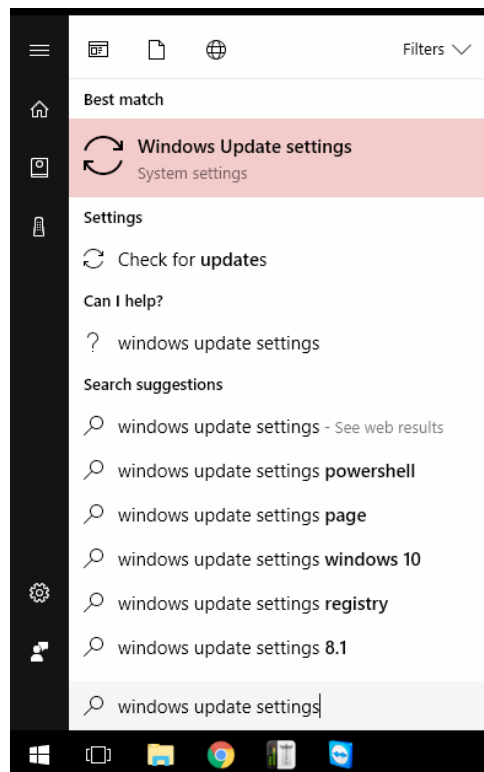 Filters
Best match
Windows Update settings
System settings
Settings
Check for updates
Can I help?
windows update settings
Search suggestions
windows update settings - See web results
windows update settings powershell
windows update settings page
windows update settings windows 10
windows update settings registry
windows update settings 8.1
windows update settings